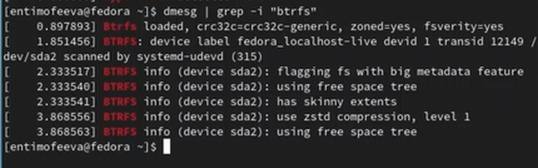 [entimofeeva@fedora ~]$ dmesg | grep -i "btrfs"
[    0.897893] Btrfs loaded, crc32c=crc32c-generic, zoned=yes, fsverity=yes
[    1.851456] BTRFS: device label fedora_localhost-live devid 1 transid 12149 /
dev/sda2 scanned by systemd-udevd (315)
[    2.333517] BTRFS info (device sda2): flagging fs with big metadata feature
[    2.333540] BTRFS info (device sda2): using free space tree
[    2.333541] BTRFS info (device sda2): has skinny extents
[    3.868556] BTRFS info (device sda2): use zstd compression, level 1
[    3.868563] BTRFS info (device sda2): using free space tree
[entimofeeva@fedora ~]$